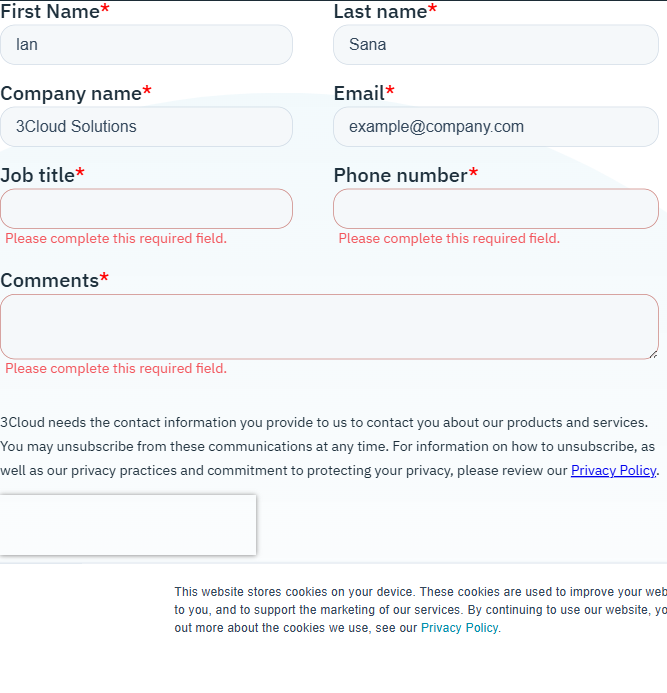 First Name* Last name*
Ian Sana
Company name* Email*
3Cloud Solutions example@company.com
Job title* Phone number*
Please complete this required field. Please complete this required field.
Comments*
Please complete this required field.
3Cloud needs the contact information you provide to us to contact you about our products and services.
You may unsubscribe from these communications at any time. For information on how to unsubscribe, as
well as our privacy practices and commitment to protecting your privacy, please review our Privacy Policy.
This website stores cookies on your device. These cookies are used to improve your web
to you, and to support the marketing of our services. By continuing to use our website, yo
out more about the cookies we use, see our Privacy Policy.